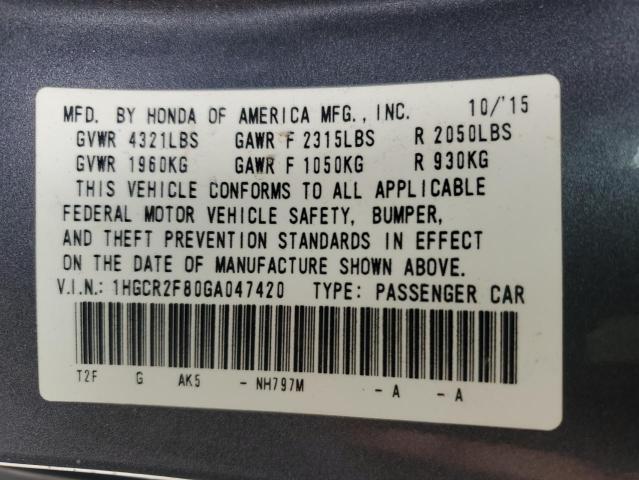 MFD. BY HONDA OF AMERICA MFG., INC. 10/'15
GVWR 4321LBS GAWR F 2315LBS R 2050LBS
GVWR 1960KG GAWR F 1050KG R 930KG
THIS VEHICLE CONFORMS TO ALL APPLICABLE
FEDERAL MOTOR VEHICLE SAFETY, BUMPER,
AND THEFT PREVENTION STANDARDS IN EFFECT
ON THE DATE OF MANUFACTURE SHOWN ABOVE.
V.I.N.: 1HGCR2F80GA047420 TYPE: PASSENGER CAR
T2F G AK5 - NH797M - A - A